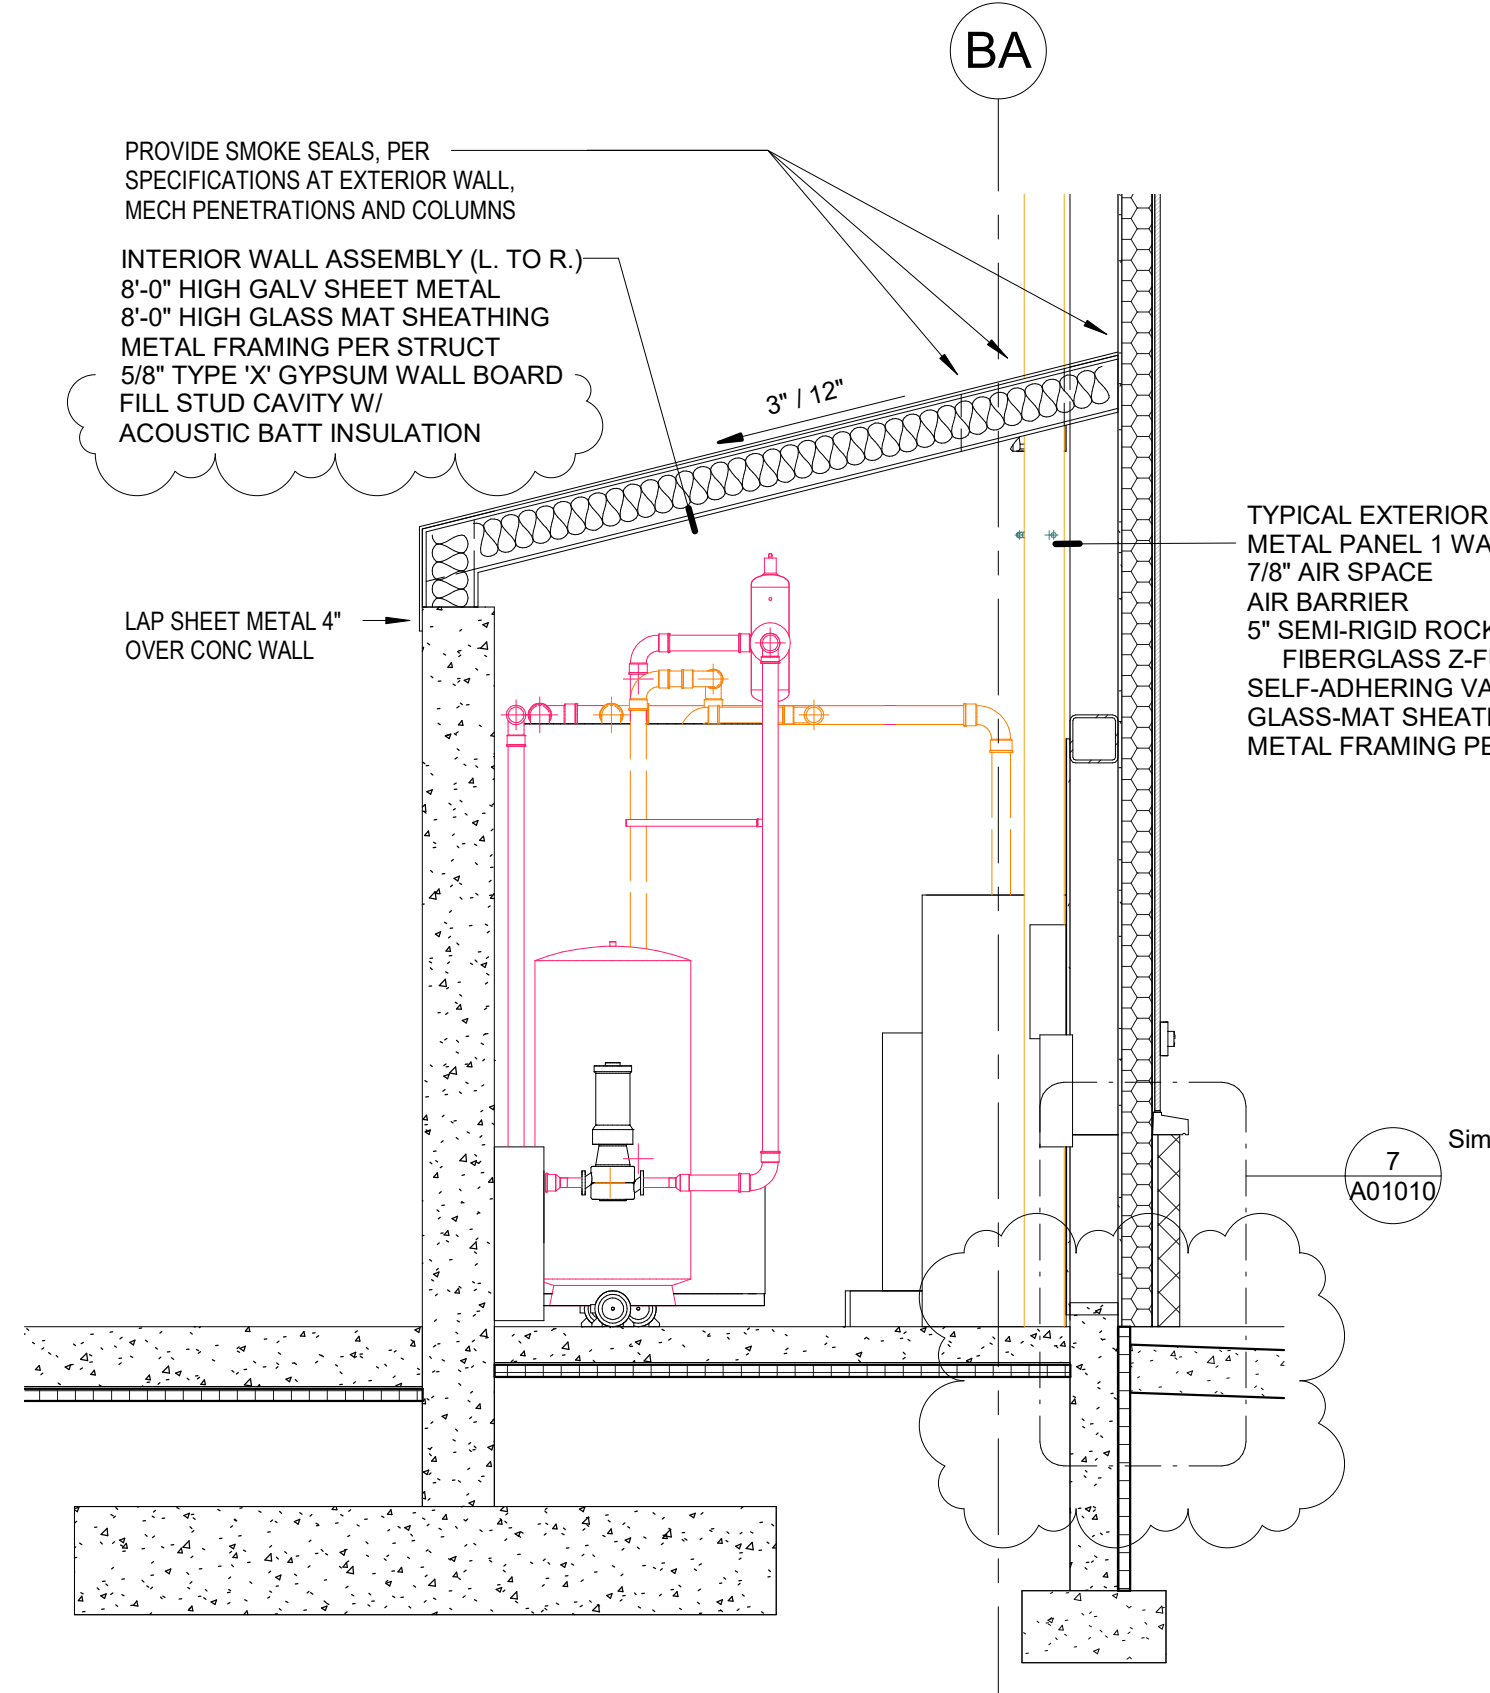 BA
PROVIDE SMOKE SEALS, PER
SPECIFICATIONS AT EXTERIOR WALL,
MECH PENETRATIONS AND COLUMNS
INTERIOR WALL ASSEMBLY (L. TO R.)
8'-0" HIGH GALV SHEET METAL
8'-0" HIGH GLASS MAT SHEATHING
METAL FRAMING PER STRUCT
5/8" TYPE 'X' GYPSUM WALL BOARD
FILL STUD CAVITY W/
ACOUSTIC BATT INSULATION
3" / 12"
LAP SHEET METAL 4"
OVER CONC WALL
TYPICAL EXTERIOR
METAL PANEL 1 WA
7/8" AIR SPACE
AIR BARRIER
5" SEMI-RIGID ROCK
FIBERGLASS Z-FU
SELF-ADHERING VA
GLASS-MAT SHEAT
METAL FRAMING PE
Sim
7
A01010